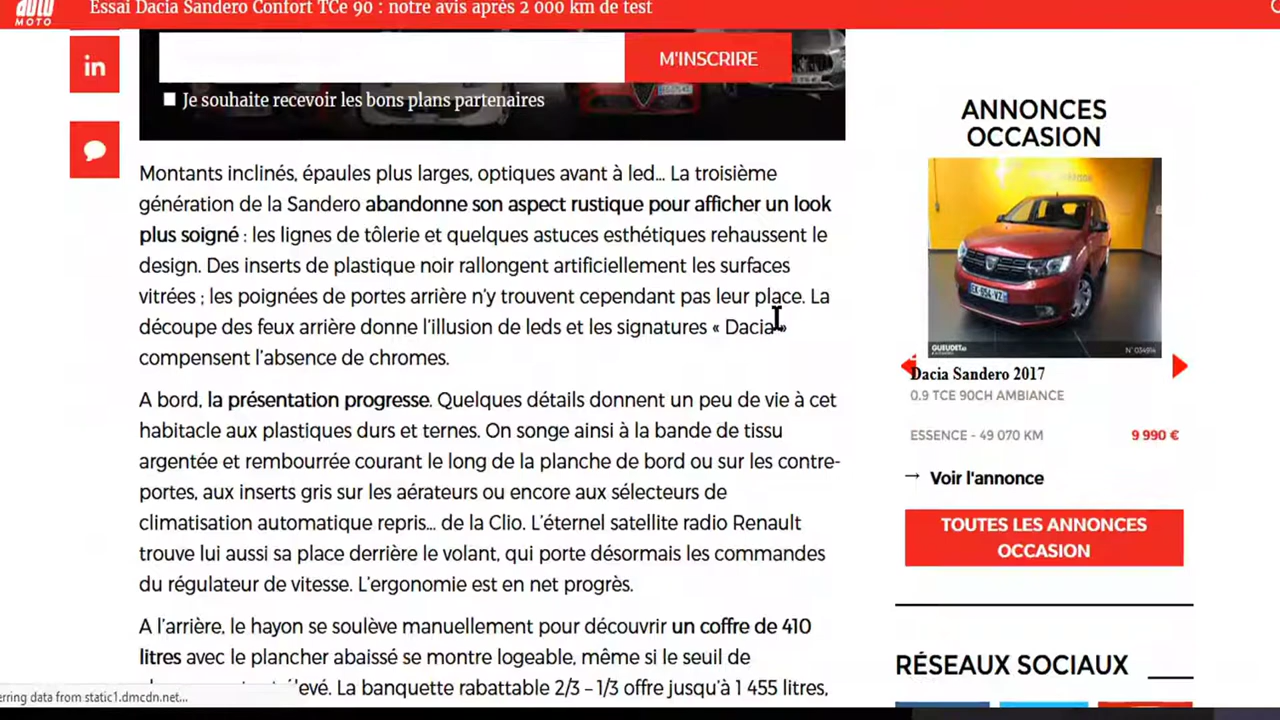 auto
MOTO
Essai Dacia Sandero Confort TCe 90 : notre avis après 2 000 km de test
in
M'INSCRIRE
Je souhaite recevoir les bons plans partenaires
Montants inclinés, épaules plus larges, optiques avant à led... La troisième
génération de la Sandero abandonne son aspect rustique pour afficher un look
plus soigné : les lignes de tôlerie et quelques astuces esthétiques rehaussent le
design. Des inserts de plastique noir rallongent artificiellement les surfaces
vitrées ; les poignées de portes arrière n'y trouvent cependant pas leur place. La
découpe des feux arrière donne l'illusion de leds et les signatures « Dacia »
compensent l'absence de chromes.
A bord, la présentation progresse. Quelques détails donnent un peu de vie à cet
habitacle aux plastiques durs et ternes. On songe ainsi à la bande de tissu
argentée et rembourrée courant le long de la planche de bord ou sur les contre-
portes, aux inserts gris sur les aérateurs ou encore aux sélecteurs de
climatisation automatique repris... de la Clio. L'éternel satellite radio Renault
trouve lui aussi sa place derrière le volant, qui porte désormais les commandes
du régulateur de vitesse. L'ergonomie est en net progrès.
A l'arrière, le hayon se soulève manuellement pour découvrir un coffre de 410
litres avec le plancher abaissé se montre logeable, même si le seuil de
levé. La banquette rabattable 2/3 – 1/3 offre jusqu'à 1 455 litres,
erring data from static1.dmcdn.net...
ANNONCES
OCCASION
EK-954-VZ
GUEUDET
N° 034914
Dacia Sandero 2017
0.9 TCE 90CH AMBIANCE
ESSENCE - 49 070 KM 9 990 €
→ Voir l'annonce
TOUTES LES ANNONCES
OCCASION
RÉSEAUX SOCIAUX